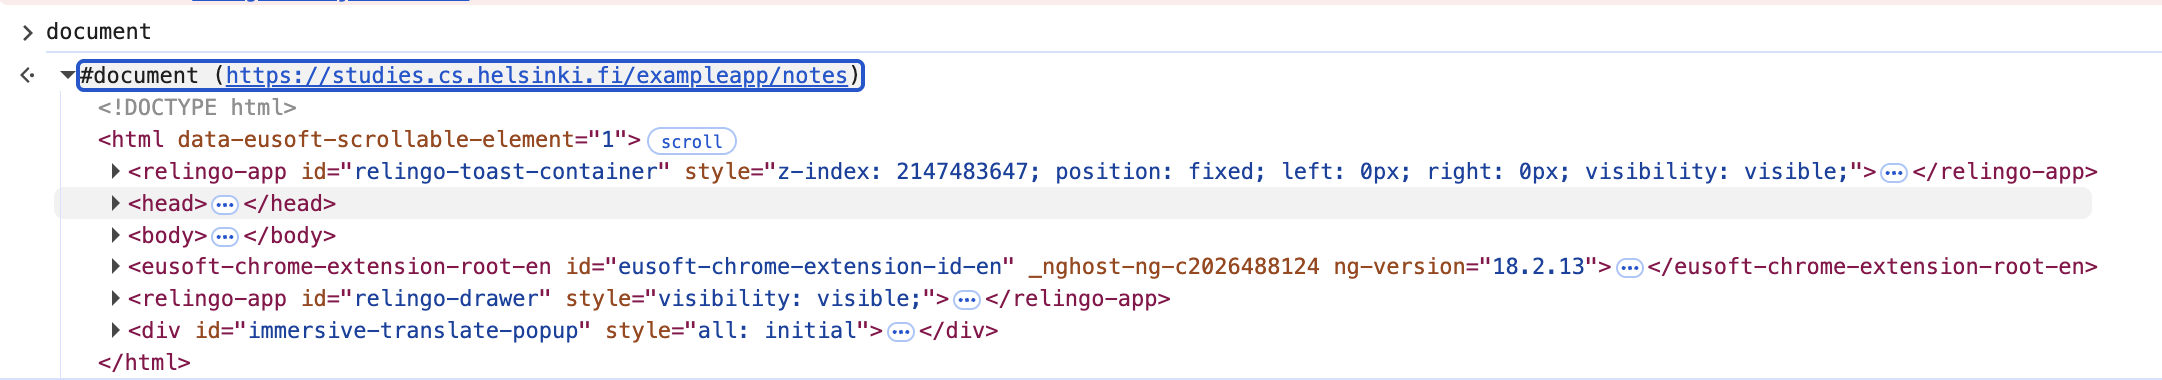 document
#document (https://studies.cs.helsinki.fi/exampleapp/notes)
<!DOCTYPE html>
<html data-eusoft-scrollable-element="1"> scroll
<relingo-app id="relingo-toast-container" style="z-index: 2147483647; position: fixed; left: 0px; right: 0px; visibility: visible;">…</relingo-app>
<head>…</head>
<body>…</body>
<eusoft-chrome-extension-root-en id="eusoft-chrome-extension-id-en" _nghost-ng-c2026488124 ng-version="18.2.13">…</eusoft-chrome-extension-root-en>
<relingo-app id="relingo-drawer" style="visibility: visible;">…</relingo-app>
<div id="immersive-translate-popup" style="all: initial">…</div>
</html>